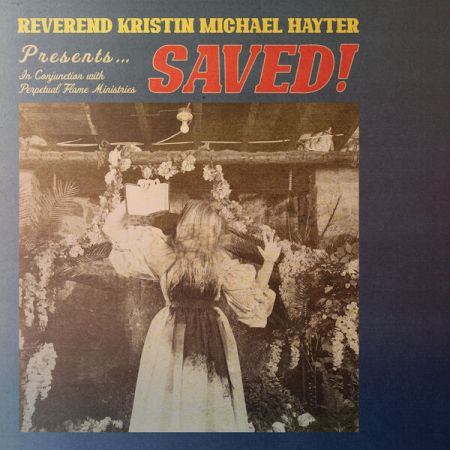 REVEREND KRISTIN MICHAEL HAYTER
Presents...
In Conjunction with
Perpetual Flame Ministries
SAVED!